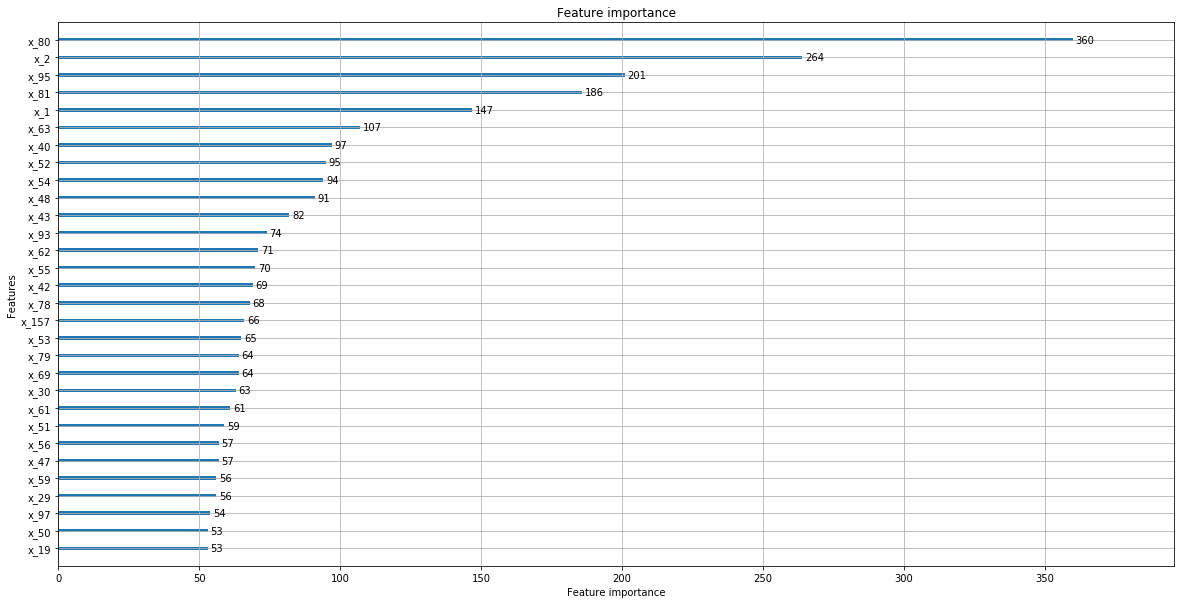 Feature importance
x_80 360
x_2 264
x_95 201
x_81 186
x_1 147
x_63 107
x_40 97
x_52 95
x_54 94
x_48 91
x_43 82
x_93 74
x_62 71
x_55 70
x_42 69
x_78 68
x_157 66
x_53 65
x_79 64
x_69 64
x_30 63
x_61 61
x_51 59
x_56 57
x_47 57
x_59 56
x_29 56
x_97 54
x_50 53
x_19 53
Features
0 50 100 150 200 250 300 350
Feature importance